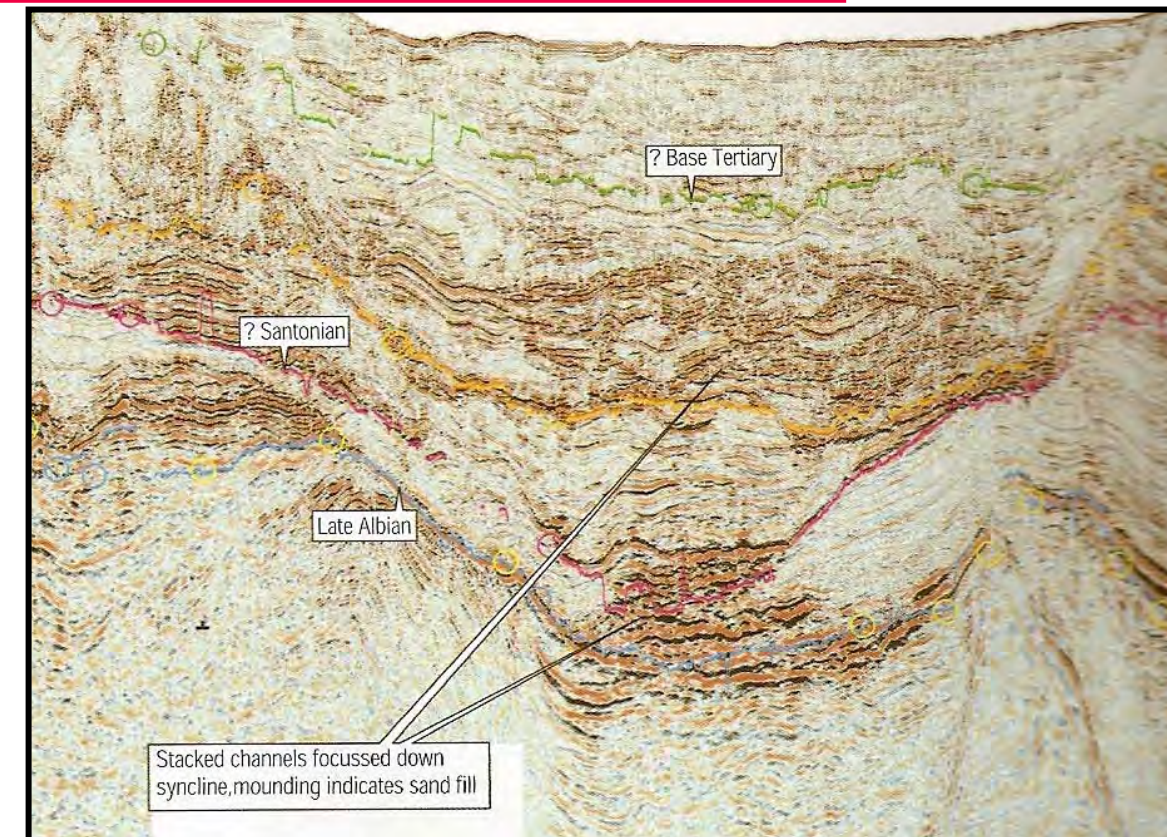 ? Base Tertiary
? Santonian
Late Albian
Stacked channels focussed down
syncline,mounding indicates sand fill